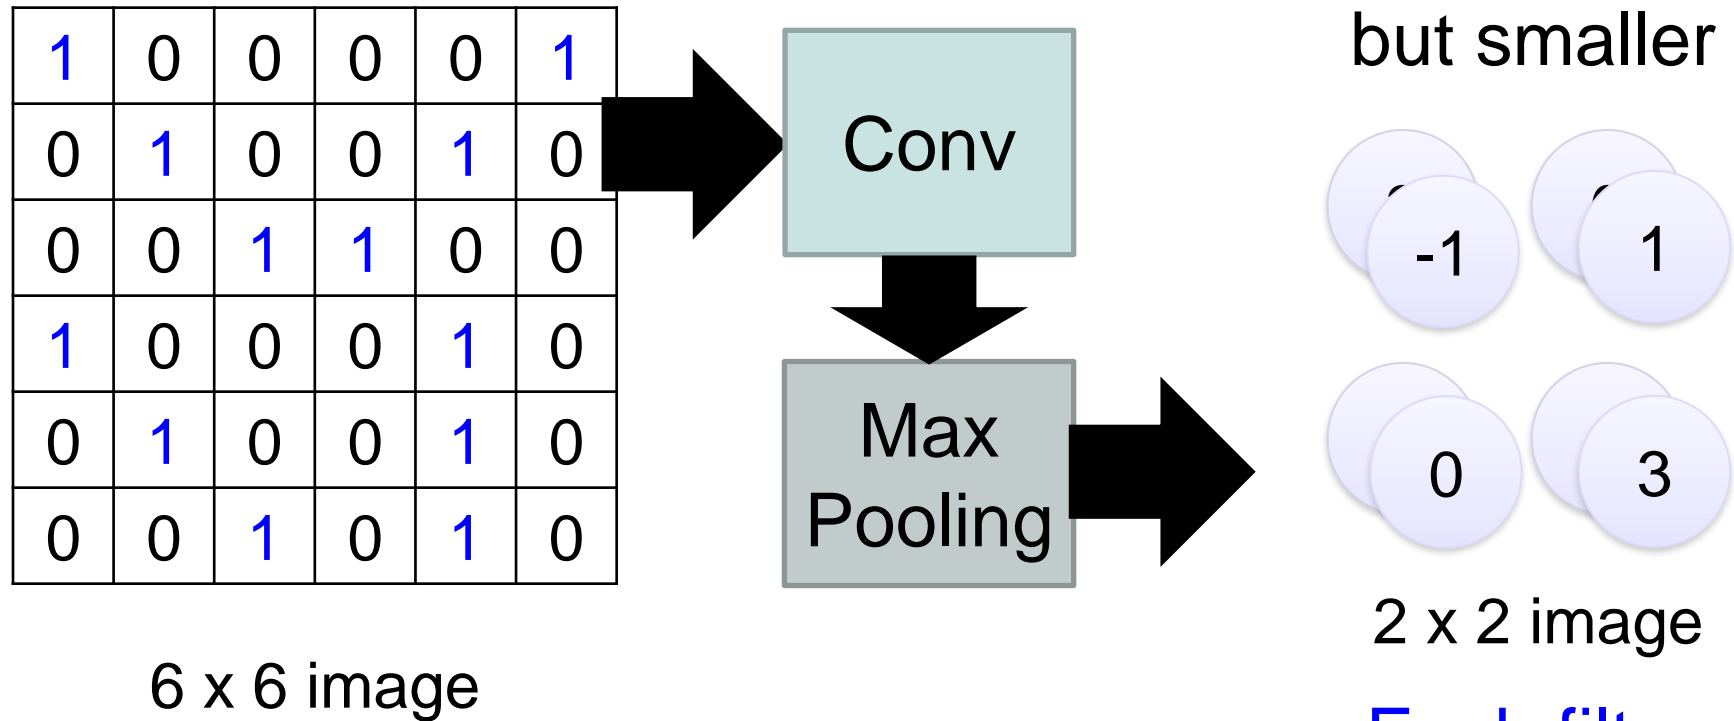 1 0 0 0 0 1
0 1 0 0 1 0
0 0 1 1 0 0
1 0 0 0 1 0
0 1 0 0 1 0
0 0 1 0 1 0
6 x 6 image
Conv
Max
Pooling
but smaller
-1 1
0 3
2 x 2 image